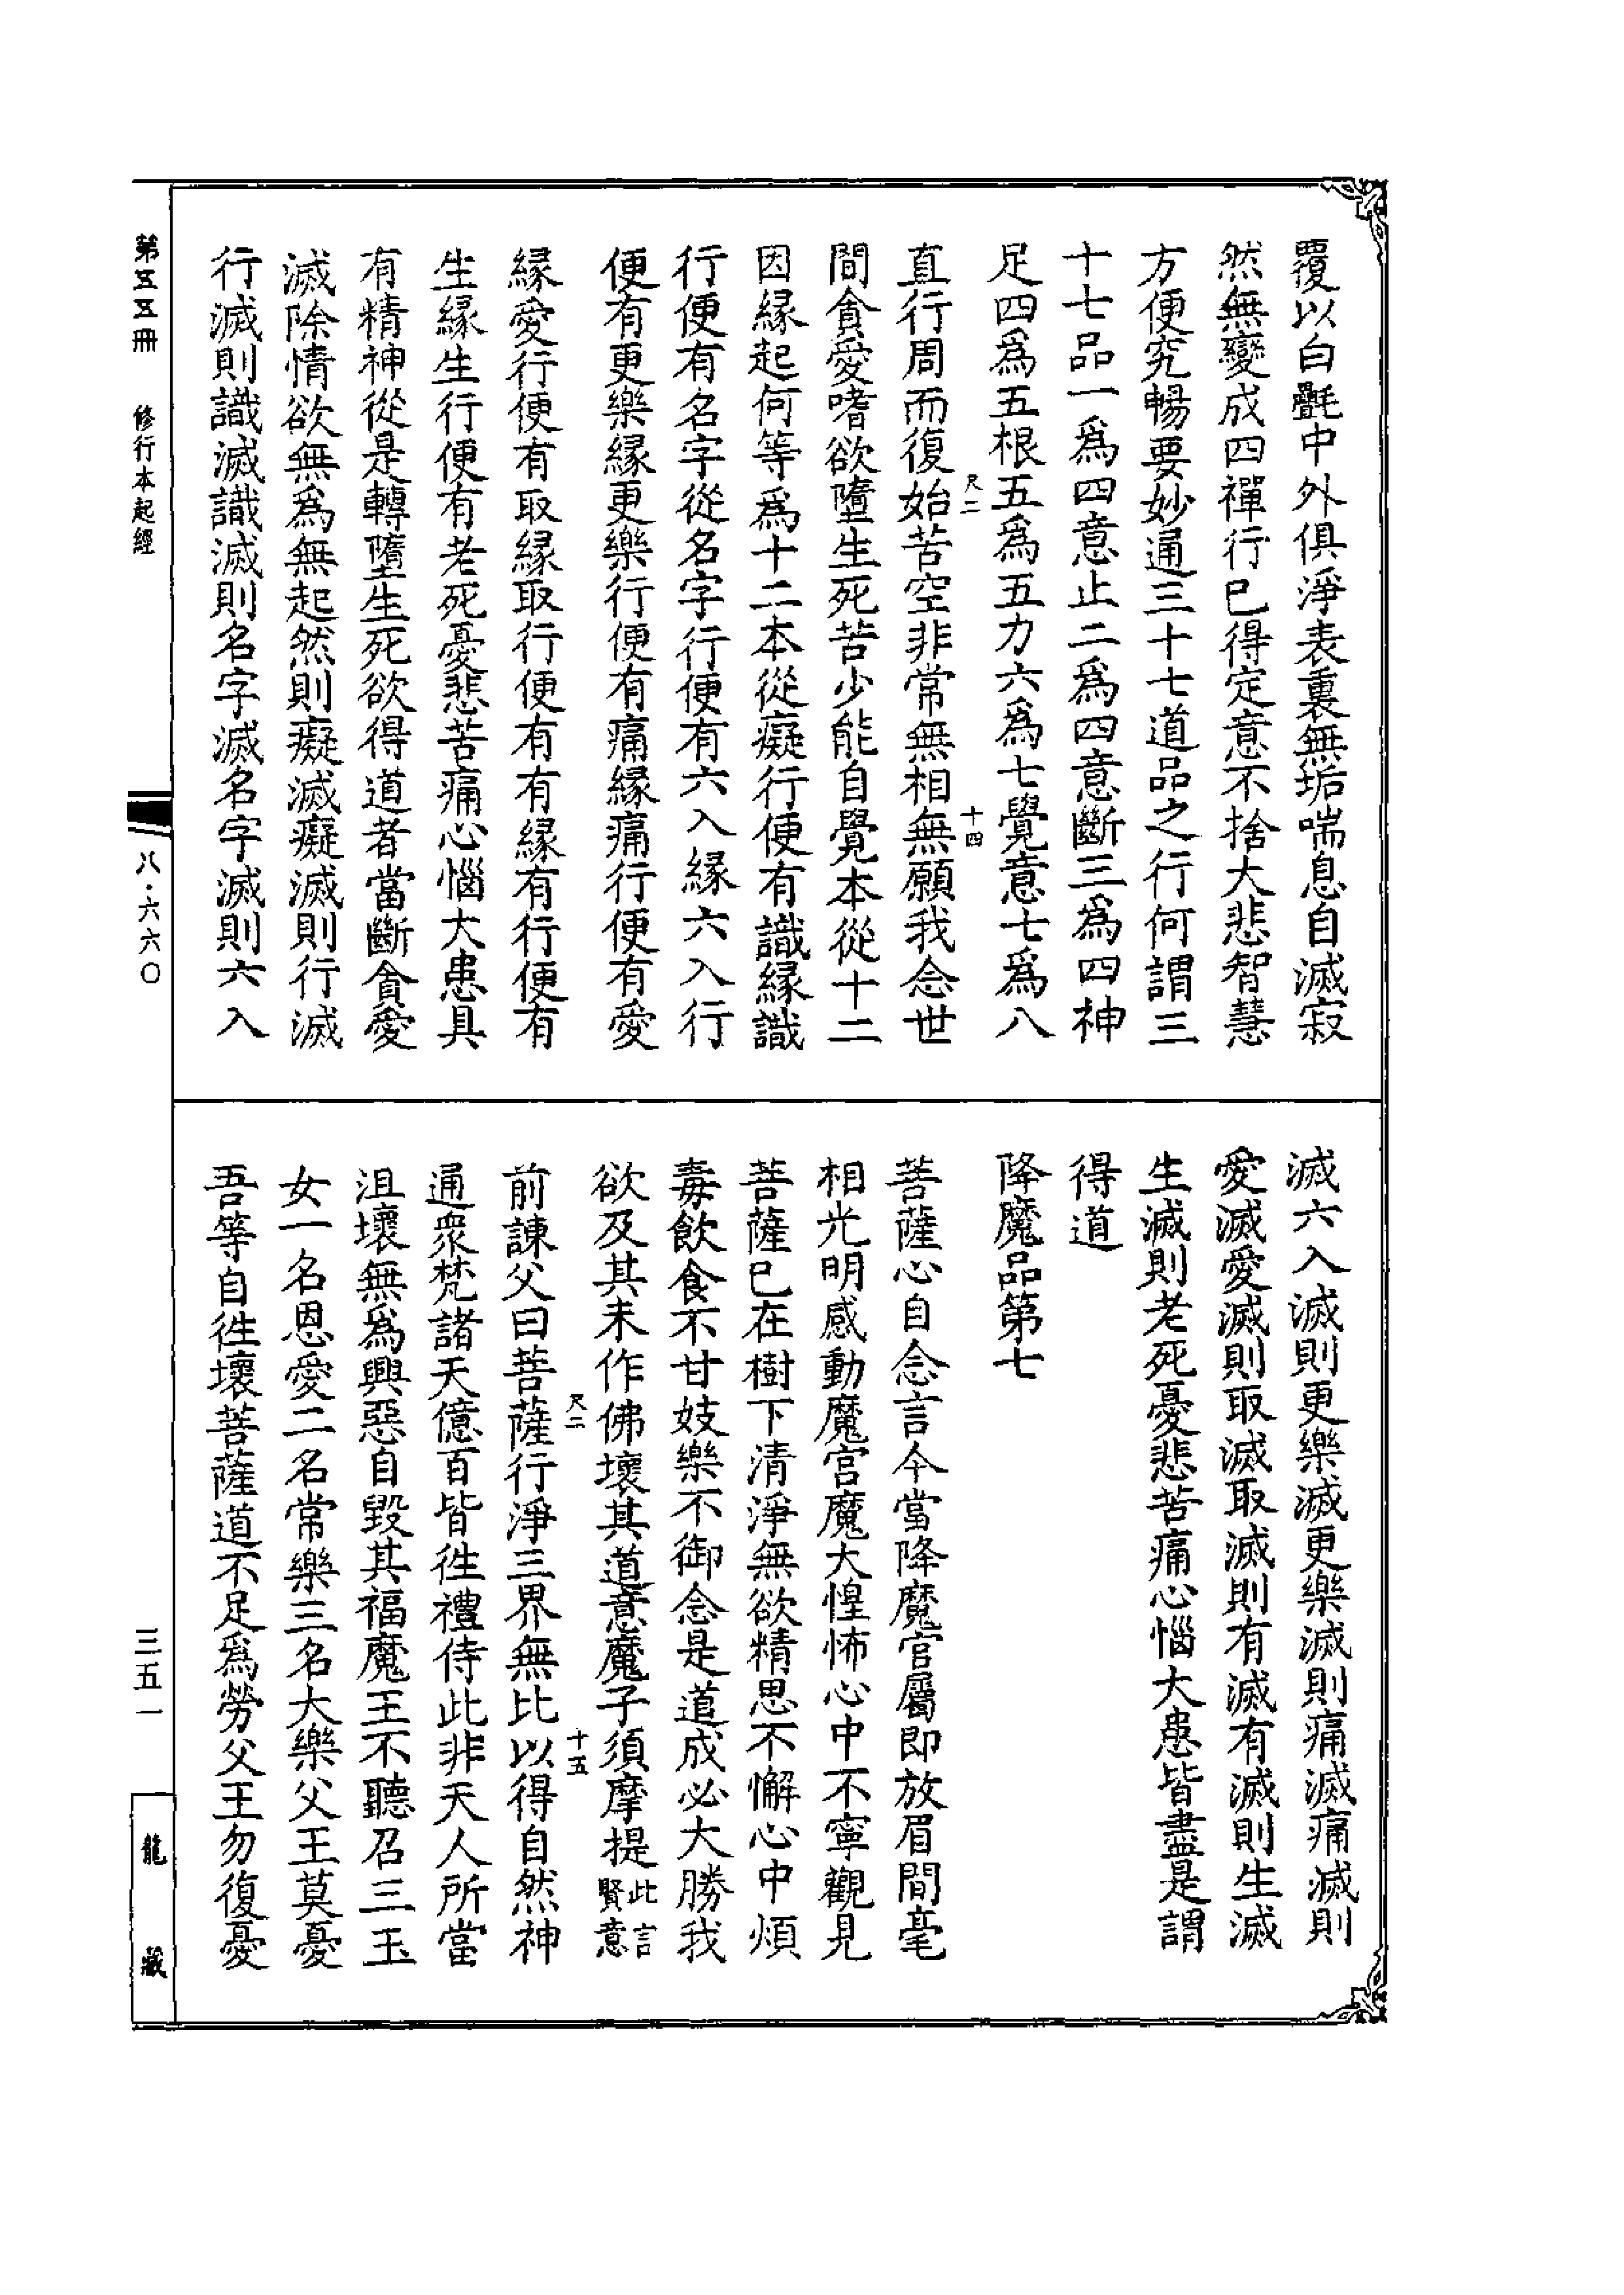 覆以白㲲中外俱淨表裏無垢喘息自滅寂
然無變成四禪行已得定意不捨大悲智慧
方便究暢要妙通三十七道品之行何謂三
十七品一爲四意止二爲四意斷三爲四神
足四爲五根五爲五力六爲七覺意七爲八
直行周而復始苦空非常無相無願我念世
尺二
十四
間貪愛嗜欲墮生死苦少能自覺本從十二
因緣起何等爲十二本從癡行便有識緣識
行便有名字從名字行便有六入緣六入行
便有更樂緣更樂行便有痛緣痛行便有愛
緣愛行便有取緣取行便有有緣有行便有
生緣生行便有老死憂悲苦痛心惱大患具
有精神從是轉墮生死欲得道者當斷貪愛
滅除情欲無爲無起然則癡滅癡滅則行滅
行滅則識滅識滅則名字滅名字滅則六入
滅六入滅則更樂滅更樂滅則痛滅痛滅則
愛滅愛滅則取滅取滅則有滅有滅則生滅
生滅則老死憂悲苦痛心惱大患皆盡是謂
得道
降魔品第七
菩薩心自念言今當降魔官屬即放眉間毫
相光明感動魔宮魔大惶怖心中不寧觀見
菩薩已在樹下清淨無欲精思不懈心中煩
毒飲食不甘妓樂不御念是道成必大勝我
欲及其未作佛壞其道意魔子須摩提此言賢意
前諫父曰菩薩行淨三界無比以得自然神
尺二
十五
通衆梵諸天億百皆徃禮侍此非天人所當
沮壞無爲興惡自毀其福魔王不聽召三玉
女一名恩愛二名常樂三名大樂父王莫憂
吾等自徃壞菩薩道不足爲勞父王勿復憂
第五五冊
修行本起經
八·六六〇
三五一
龍藏